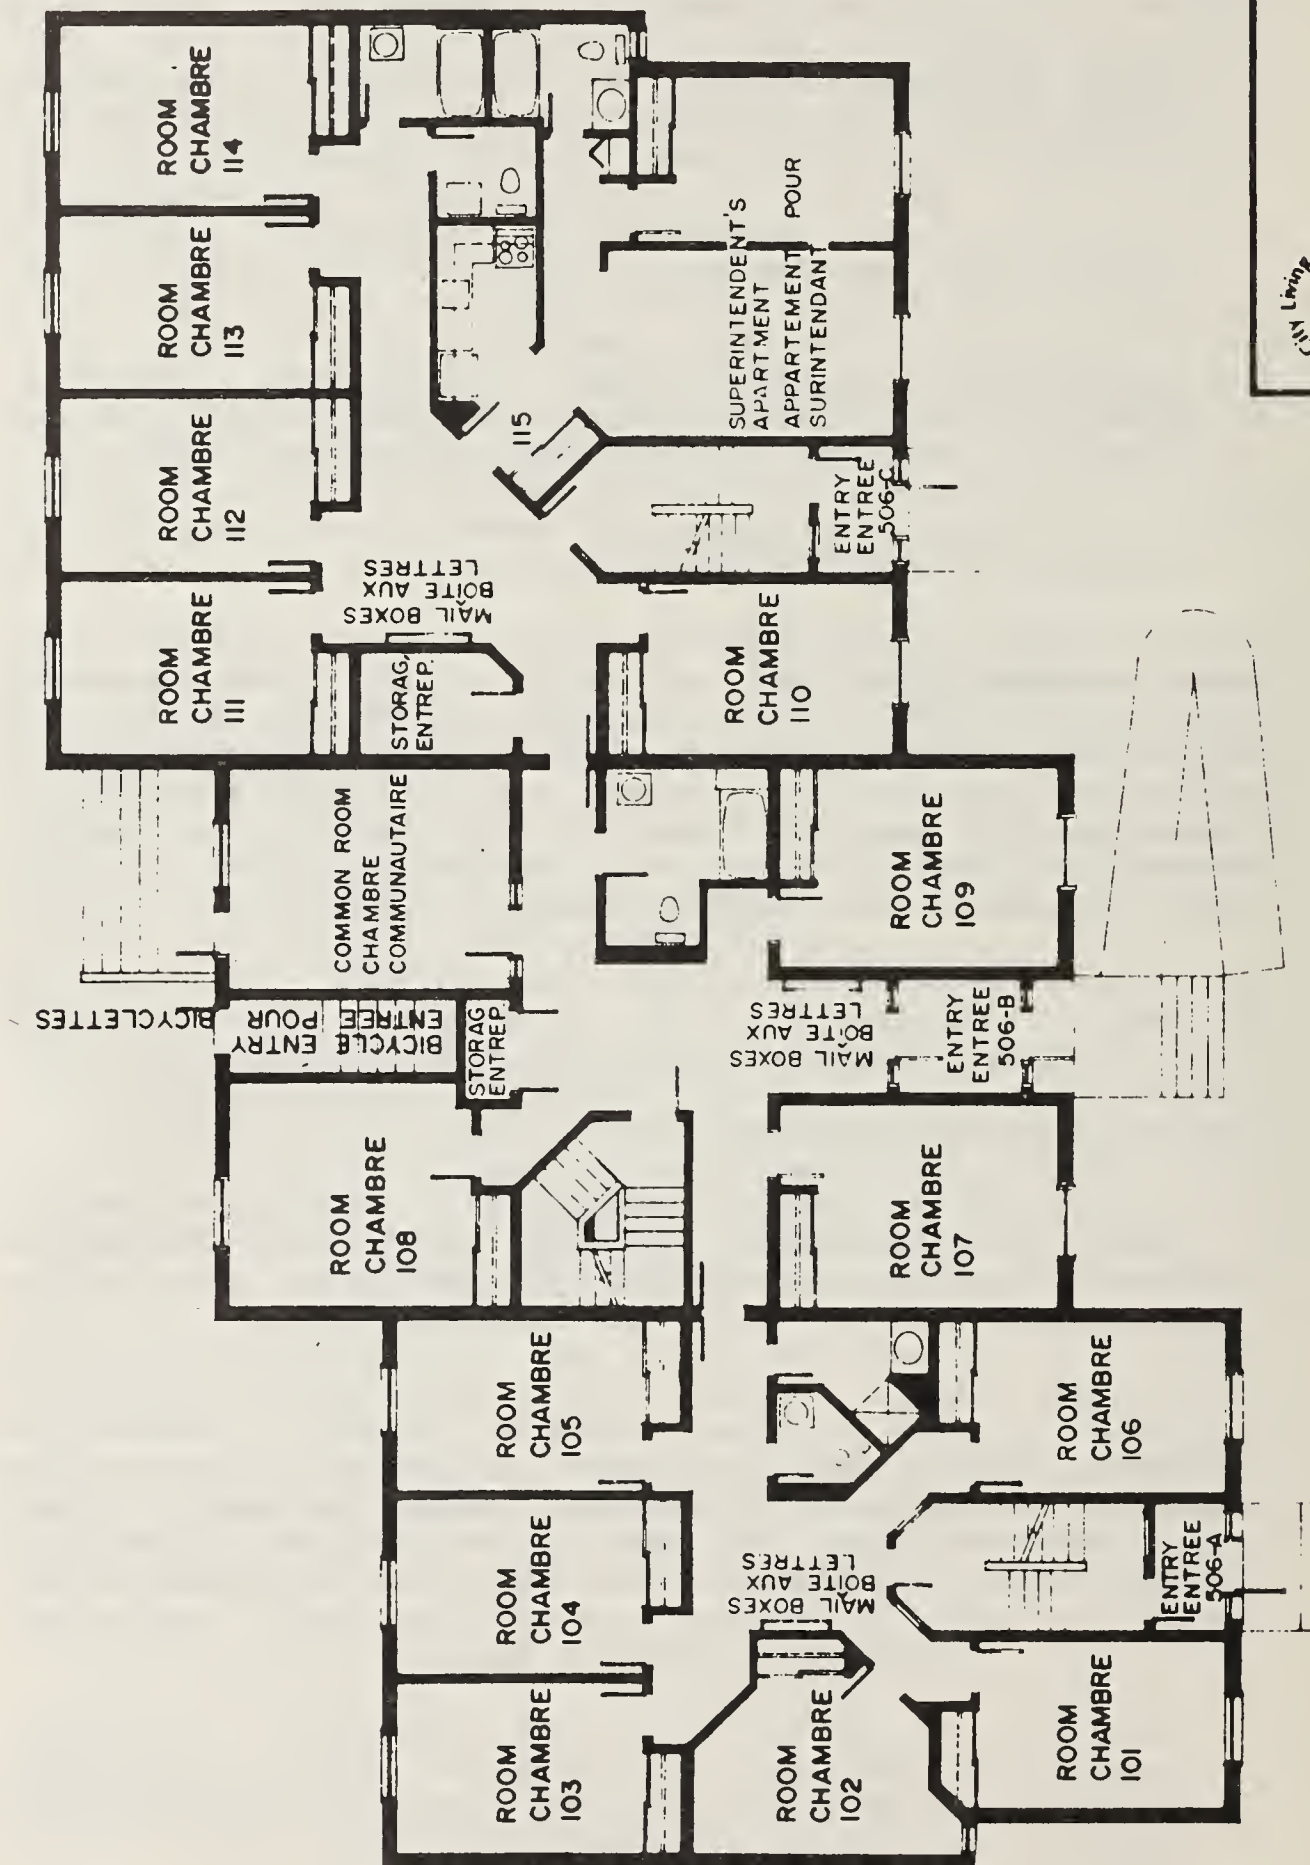 ROOM
CHAMBRE
114
ROOM
CHAMBRE
113
ROOM
CHAMBRE
112
ROOM
CHAMBRE
111
SUPERINTENDENT'S
APARTMENT
APPARTEMENT POUR
SURINTENDANT
115
ENTRY
ENTREE
506-C
MAIL BOXES
BOÎTE AUX
LETTRES
STORAG,
ENTREP.
ROOM
CHAMBRE
110
COMMON ROOM
CHAMBRE
COMMUNAUTAIRE
ROOM
CHAMBRE
109
BICYCLE ENTRY
ENTREE POUR BICYCLETTES
STORAG
ENTREP.
MAIL BOXES
BOÎTE AUX
LETTRES
ENTRY
ENTREE
506-B
ROOM
CHAMBRE
108
ROOM
CHAMBRE
107
ROOM
CHAMBRE
105
ROOM
CHAMBRE
106
ROOM
CHAMBRE
104
MAIL BOXES
BOITE AUX
LETTRES
ENTRY
ENTREE
506-A
ROOM
CHAMBRE
103
ROOM
CHAMBRE
102
ROOM
CHAMBRE
101
City Living